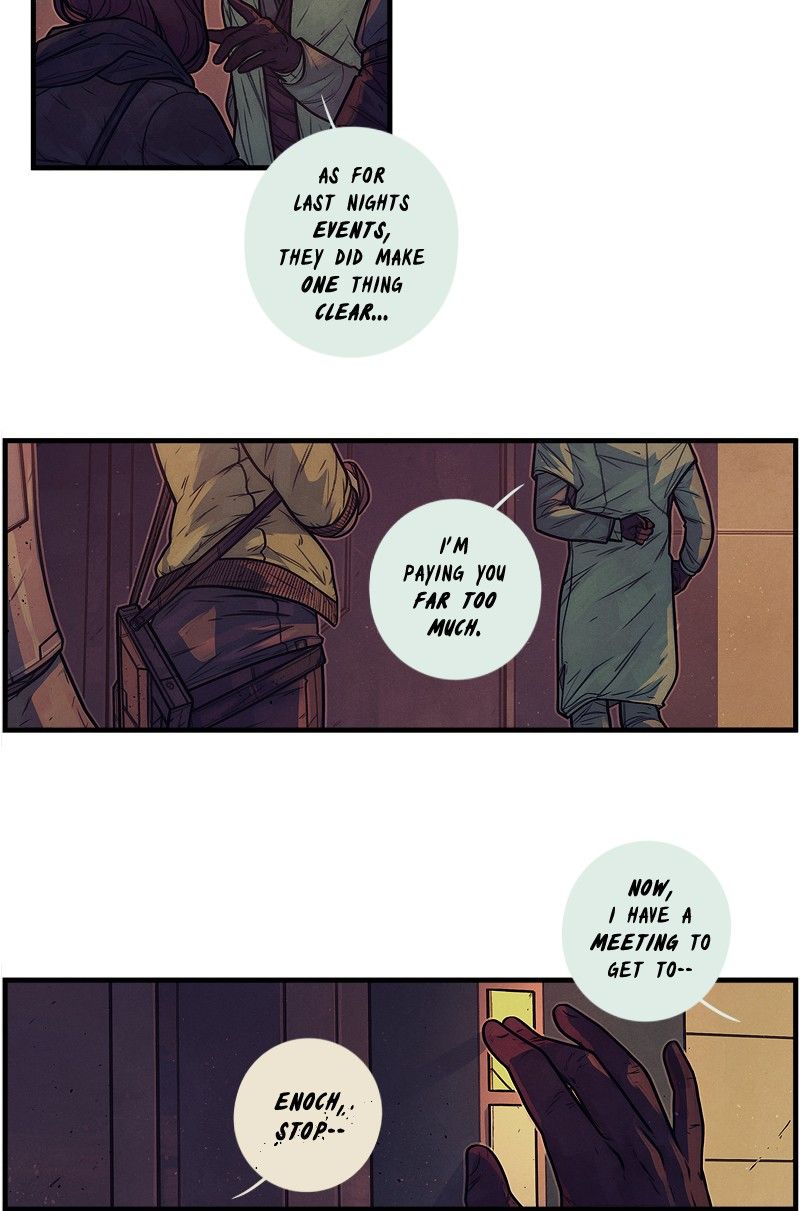 AS FOR
LAST NIGHTS
EVENTS,
THEY DID MAKE
ONE THING
CLEAR...
I'M
PAYING YOU
FAR TOO
MUCH.
NOW,
I HAVE A
MEETING TO
GET TO--
ENOCH,
STOP--